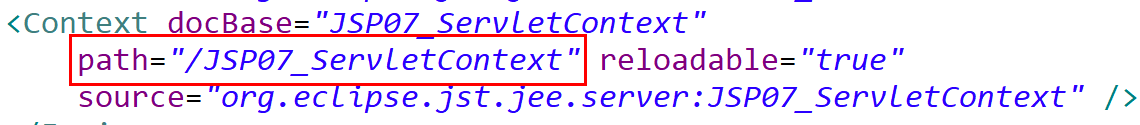 <Context docBase="JSP07_ServletContext"
path="/JSP07_ServletContext" reloadable="true"
source="org.eclipse.jst.jee.server:JSP07_ServletContext" />